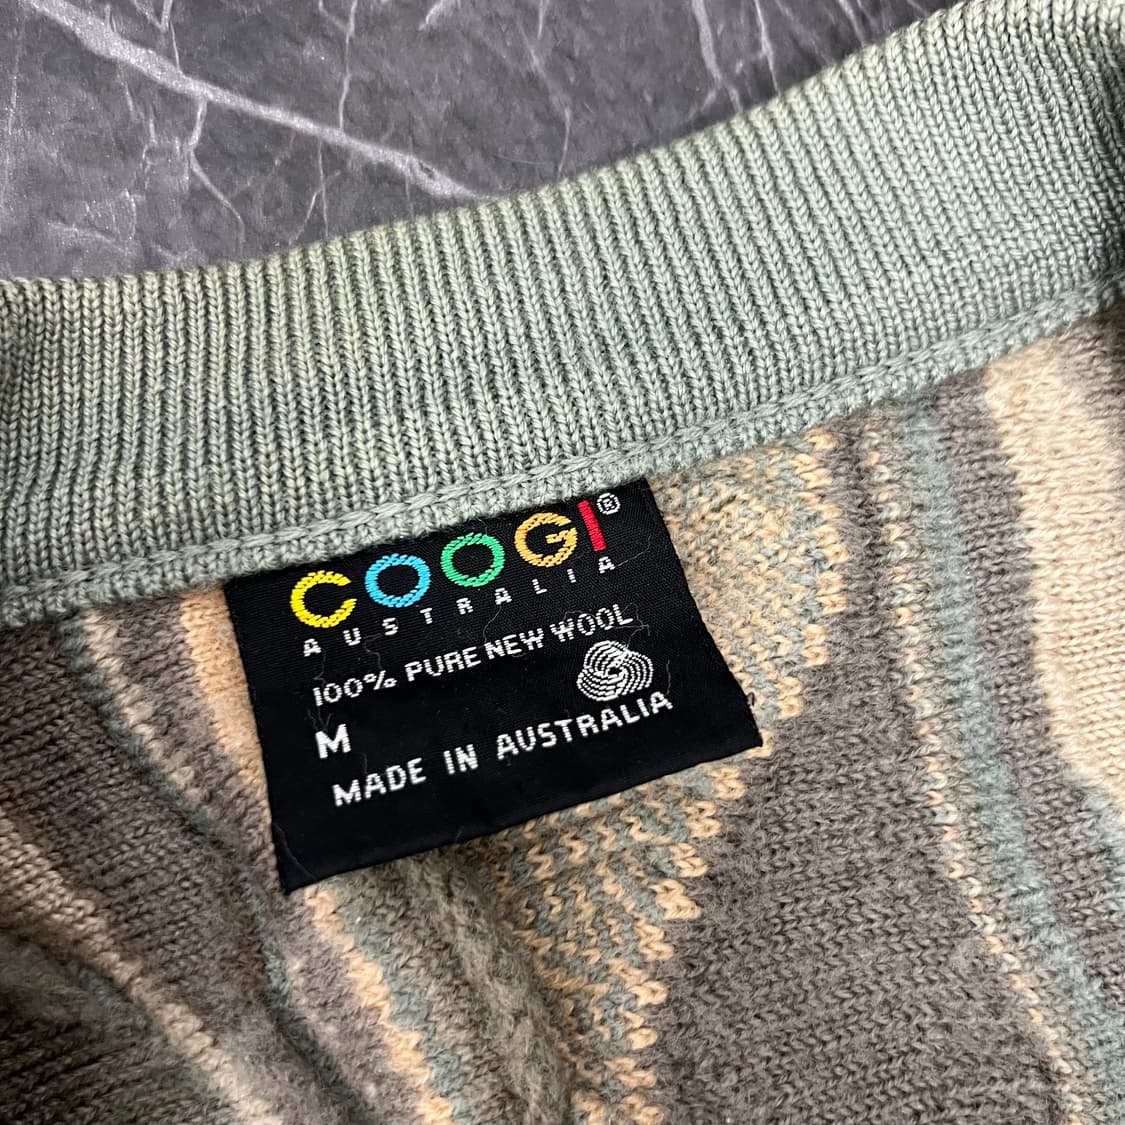 COOGI®
AUSTRALIA
100% PURE NEW WOOL
M
MADE IN AUSTRALIA